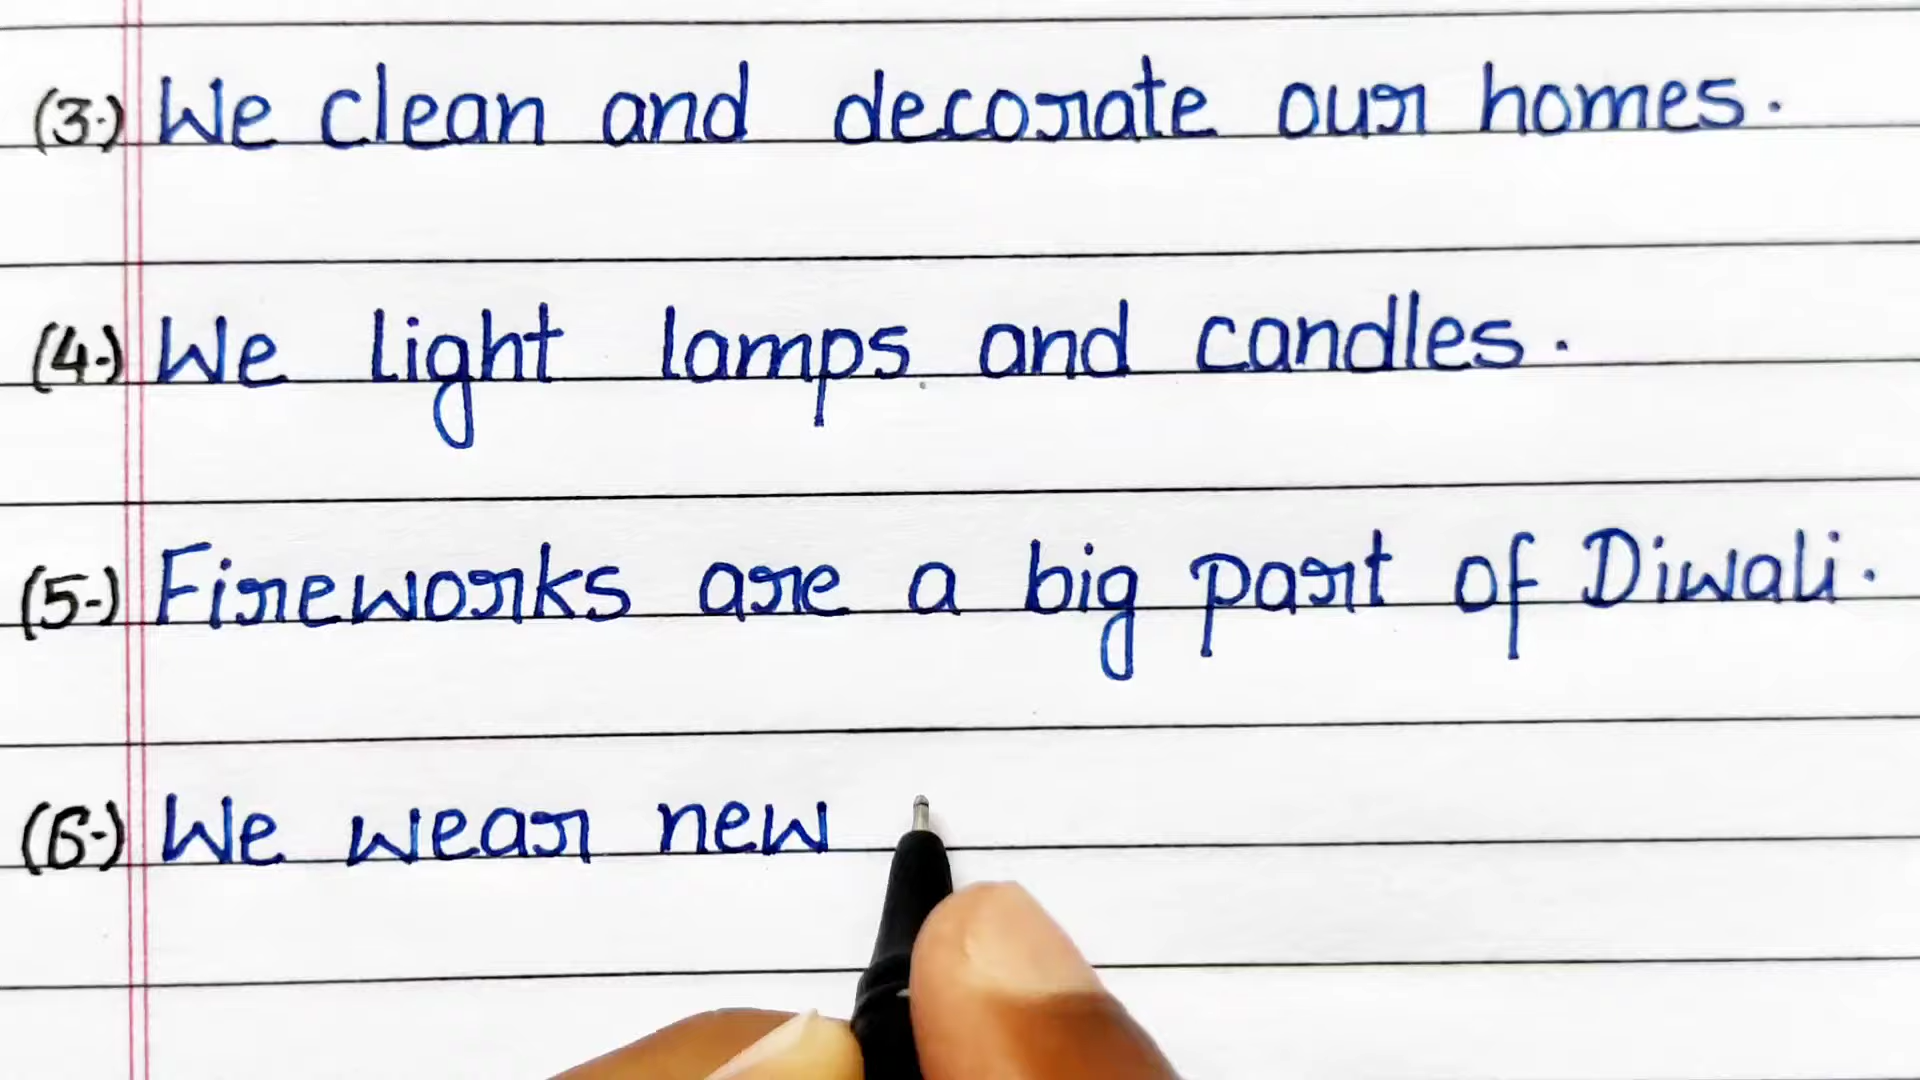 (3.) We clean and decorate our homes.
(4.) We light lamps and candles.
(5.) Fireworks are a big part of Diwali.
(6.) We wear new